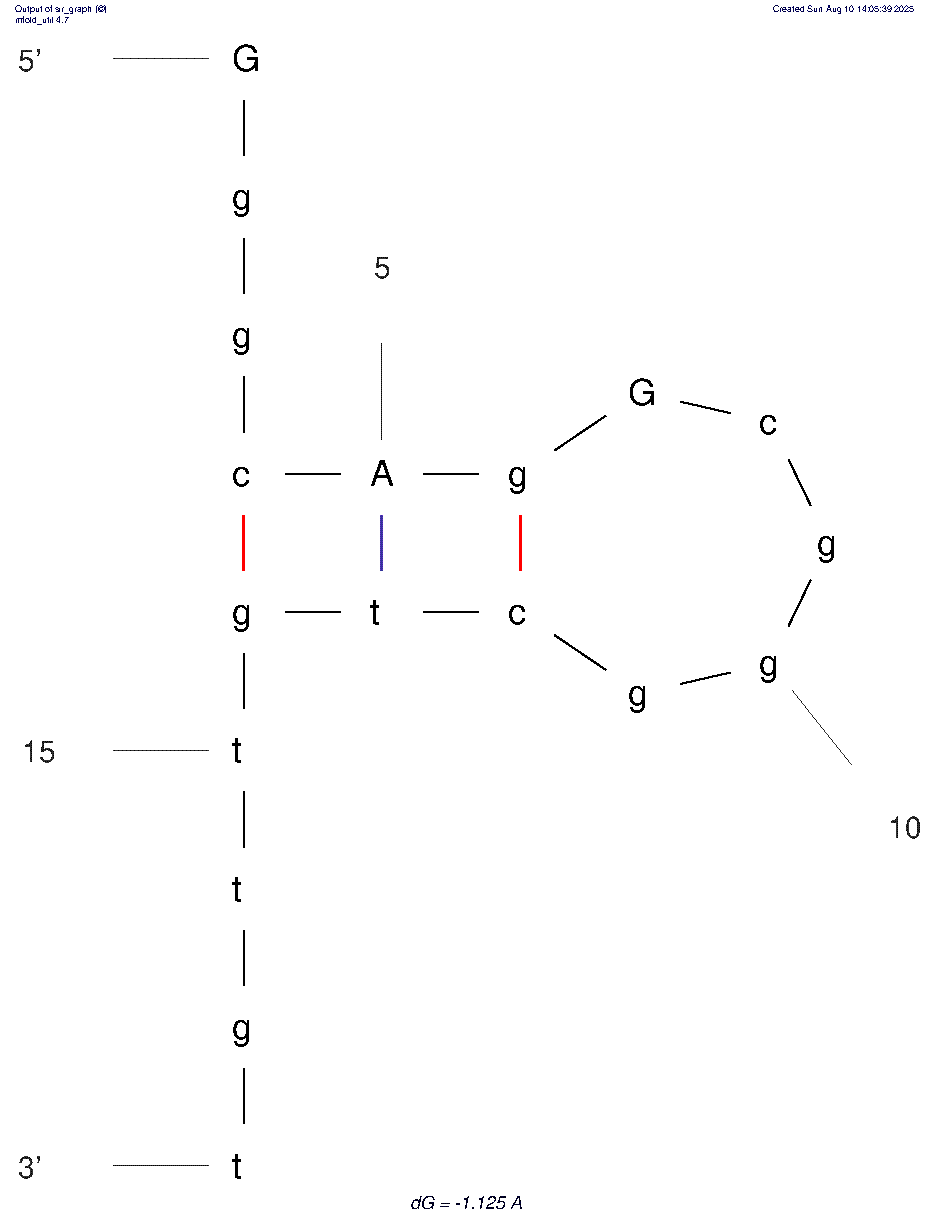 Output of sir_graph (©)
mfold_util 4.7
Created Sun Aug 10 14:05:39 2025
5' G
g
5
g
G
c
c A g
g
g t c
g
g
15 t
10
t
g
3' t
dG = -1.125 A